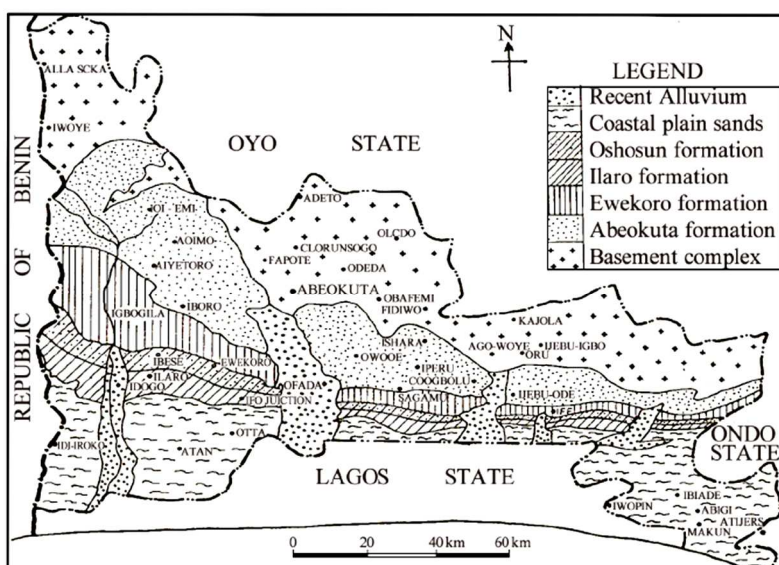 N
LEGEND
Recent Alluvium
Coastal plain sands
Oshosun formation
Ilaro formation
Ewekoro formation
Abeokuta formation
Basement complex
ALLA SCKA
IWOYE
OYO STATE
REPUBLIC OF BENIN
JOI - EMI
ADETO
OLCDO
AOIMO
CLORUNSOGO
FAPOTE
ODEDA
AIYETORO
ABEOKUTA
OBAFEMI
FIDIWO
IBORO
IGBOGILA
KAJOLA
ISHARA
AGO-WOYE
IJEBU-IGBO
ORU
OWOOE
IBESE
EWEKORO
IPERU
ILARO
COOGBOLU
IDOGO
OFADA
SAGAMU
IJEBU-ODE
IFO JUICTION
IFE
OTTA
IDI-IROKO
ATAN
ONDO
STATE
LAGOS STATE
IBIADE
IWOPIN
ABIGI
ATIJERS
MAKUN
0 20 40 60 km